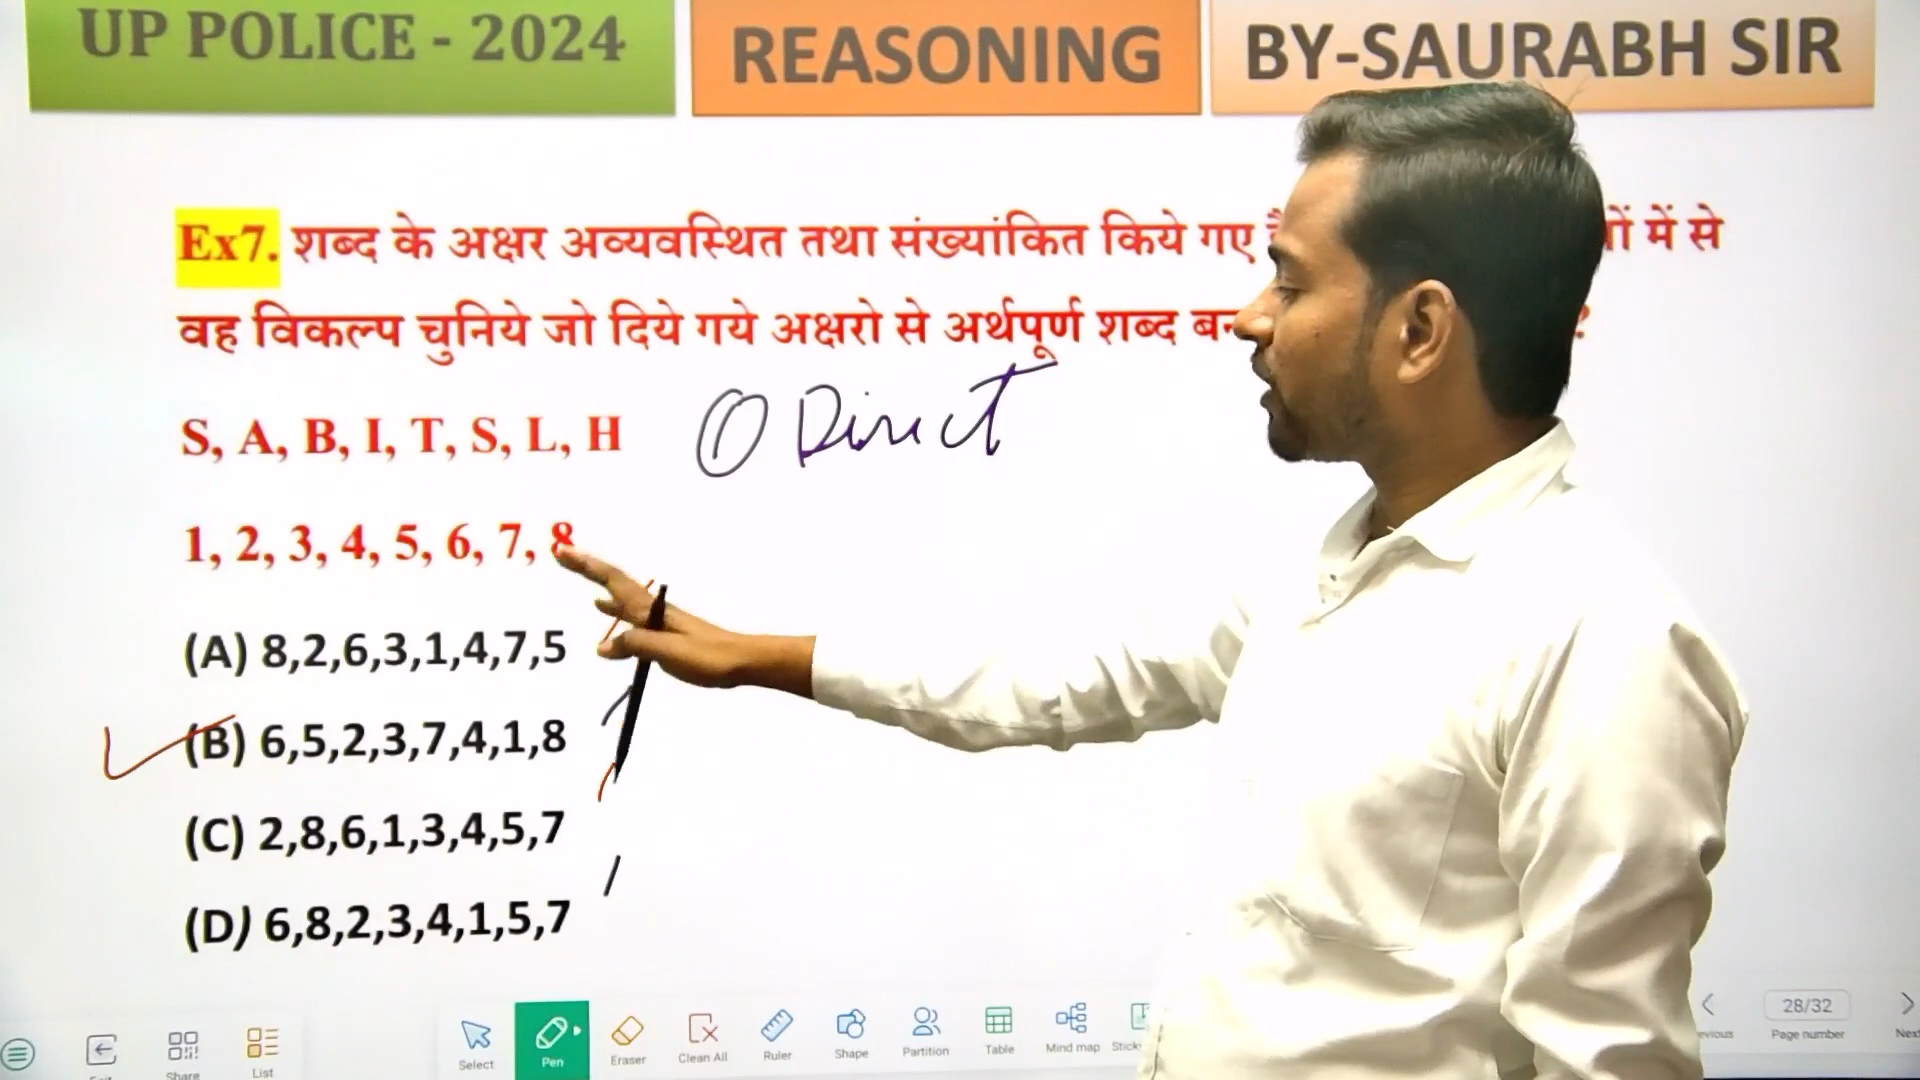 UP POLICE - 2024
REASONING
BY-SAURABH SIR
Ex7. शब्द के अक्षर अव्यवस्थित तथा संख्यांकित किये गए में से
वह विकल्प चुनिये जो दिये गये अक्षरो से अर्थपूर्ण शब्द
S, A, B, I, T, S, L, H
① Direct
1, 2, 3, 4, 5, 6, 7, 8
(A) 8,2,6,3,1,4,7,5
(B) 6,5,2,3,7,4,1,8
(C) 2,8,6,1,3,4,5,7
(D) 6,8,2,3,4,1,5,7
Share
List
Select
Pen
Eraser
Clean All
Ruler
Shape
Partition
Table
Mind map
28/32
Page number